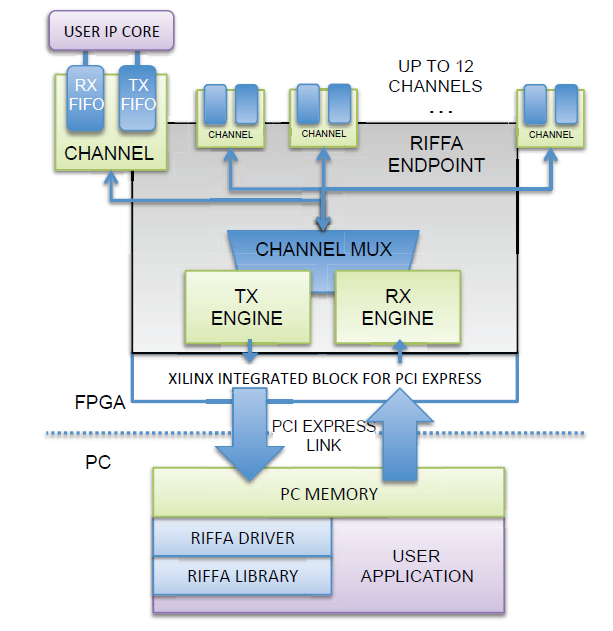 USER IP CORE
RX
FIFO
TX
FIFO
CHANNEL
CHANNEL
CHANNEL
UP TO 12
CHANNELS
...
CHANNEL
RIFFA
ENDPOINT
CHANNEL MUX
TX
ENGINE
RX
ENGINE
XILINX INTEGRATED BLOCK FOR PCI EXPRESS
FPGA
PCI EXPRESS
LINK
PC
PC MEMORY
RIFFA DRIVER
RIFFA LIBRARY
USER
APPLICATION